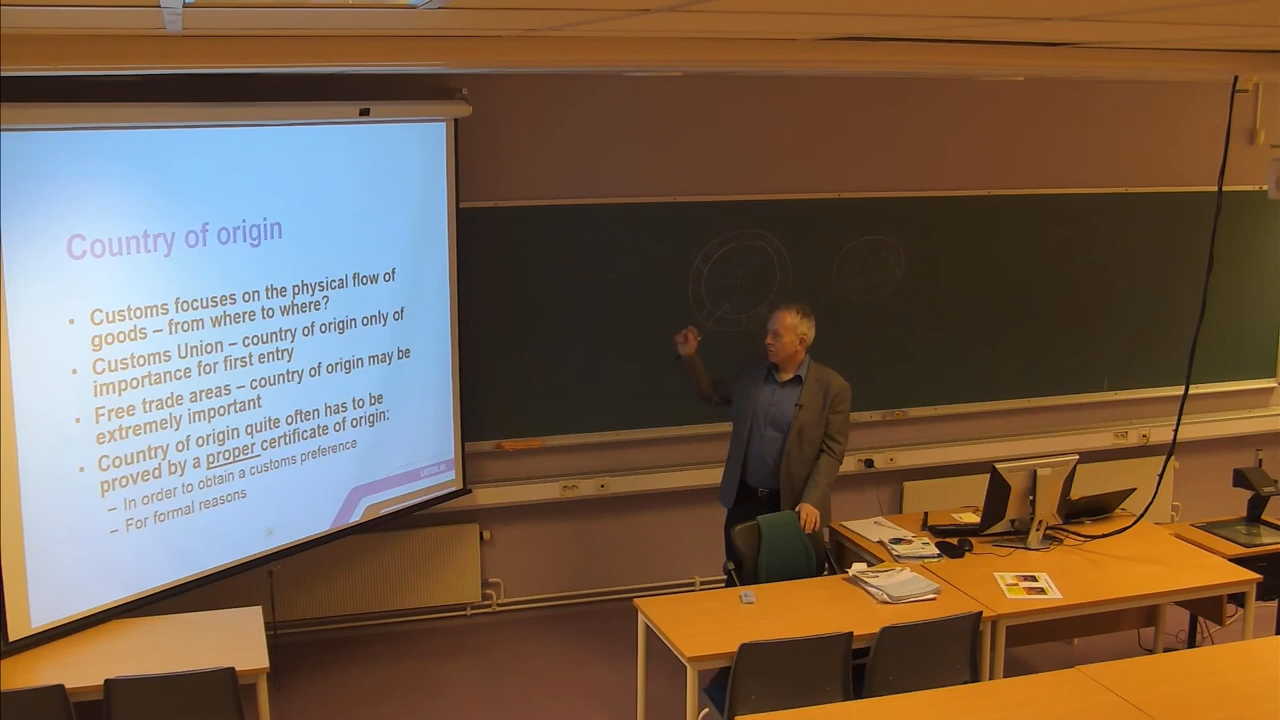 Country of origin
• Customs focuses on the physical flow of
goods – from where to where?
• Customs Union – country of origin only of
importance for first entry
• Free trade areas – country of origin may be
extremely important
• Country of origin quite often has to be
proved by a proper certificate of origin:
– In order to obtain a customs preference
– For formal reasons